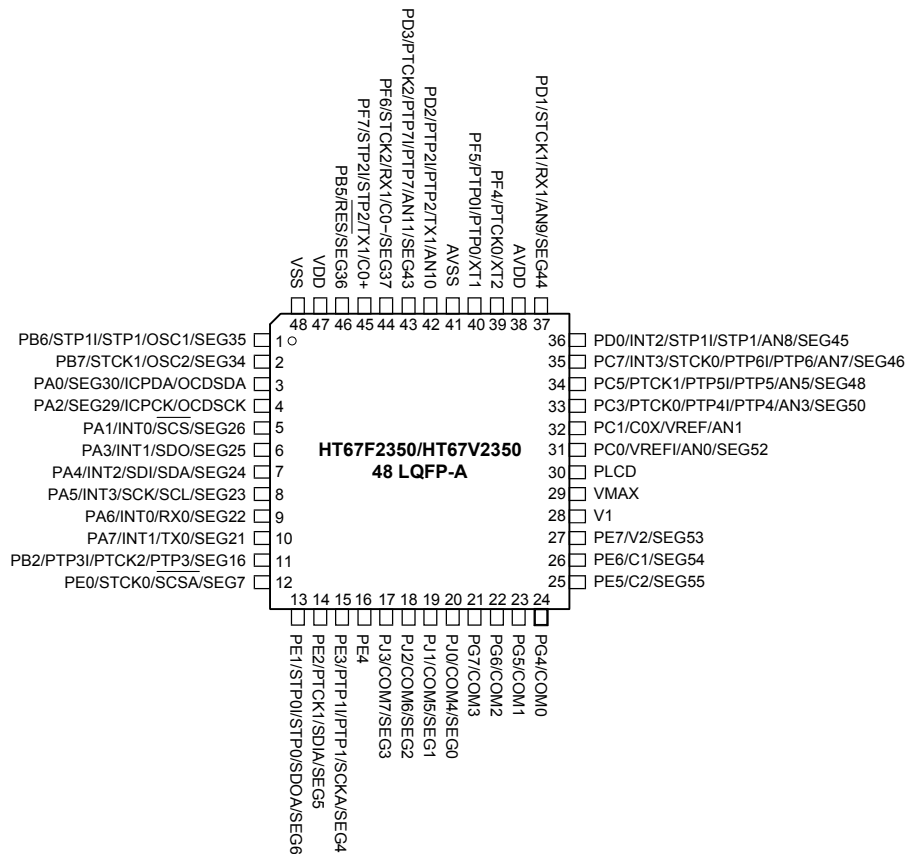 PD3/PTCK2/PTP7I/PTP7/AN11/SEG43
PF6/STCK2/RX1/C0-/SEG37
PF7/STP2I/STP2/TX1/C0+
PB5/RES/SEG36
VDD
VSS
PD2/PTP2I/PTP2/TX1/AN10
AVSS
PF5/PTP0I/PTP0/XT1
PF4/PTCK0/XT2
AVDD
PD1/STCK1/RX1/AN9/SEG44
48 47 46 45 44 43 42 41 40 39 38 37
PB6/STP1I/STP1/OSC1/SEG35 1
PB7/STCK1/OSC2/SEG34 2
PA0/SEG30/ICPDA/OCDSDA 3
PA2/SEG29/ICPCK/OCDSCK 4
PA1/INT0/SCS/SEG26 5
PA3/INT1/SDO/SEG25 6
PA4/INT2/SDI/SDA/SEG24 7
PA5/INT3/SCK/SCL/SEG23 8
PA6/INT0/RX0/SEG22 9
PA7/INT1/TX0/SEG21 10
PB2/PTP3I/PTCK2/PTP3/SEG16 11
PE0/STCK0/SCSA/SEG7 12
HT67F2350/HT67V2350
48 LQFP-A
36 PD0/INT2/STP1I/STP1/AN8/SEG45
35 PC7/INT3/STCK0/PTP6I/PTP6/AN7/SEG46
34 PC5/PTCK1/PTP5I/PTP5/AN5/SEG48
33 PC3/PTCK0/PTP4I/PTP4/AN3/SEG50
32 PC1/C0X/VREF/AN1
31 PC0/VREFI/AN0/SEG52
30 PLCD
29 VMAX
28 V1
27 PE7/V2/SEG53
26 PE6/C1/SEG54
25 PE5/C2/SEG55
13 14 15 16 17 18 19 20 21 22 23 24
PE1/STP0I/STP0/SDOA/SEG6
PE2/PTCK1/SDIA/SEG5
PE3/PTP1I/PTP1/SCKA/SEG4
PE4
PJ3/COM7/SEG3
PJ2/COM6/SEG2
PJ1/COM5/SEG1
PJ0/COM4/SEG0
PG7/COM3
PG6/COM2
PG5/COM1
PG4/COM0